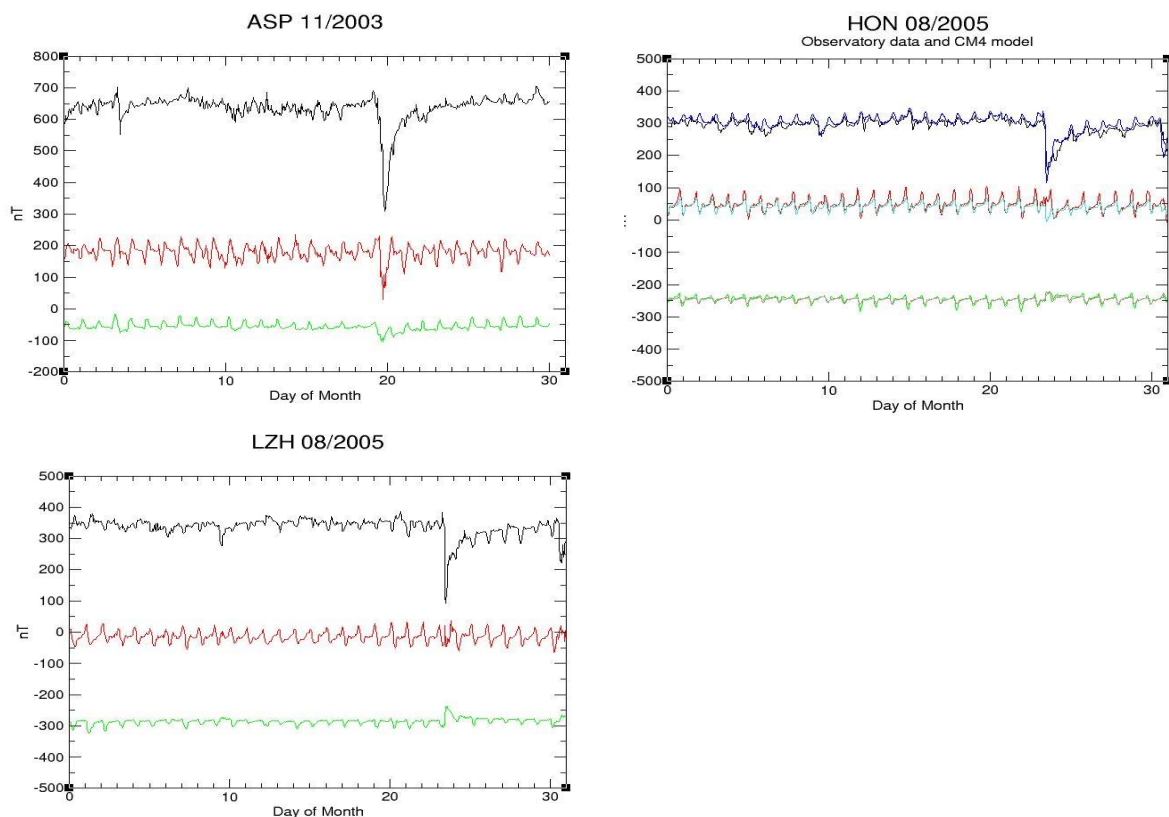 ASP 11/2003
800
700
600
500
400
300
200
100
0
-100
-200
nT
0 10 20 30
Day of Month
HON 08/2005
Observatory data and CM4 model
500
400
300
200
100
0
-100
-200
-300
-400
-500
...
0 10 20 30
Day of Month
LZH 08/2005
500
400
300
200
100
0
-100
-200
-300
-400
-500
nT
0 10 20 30
Day of Month